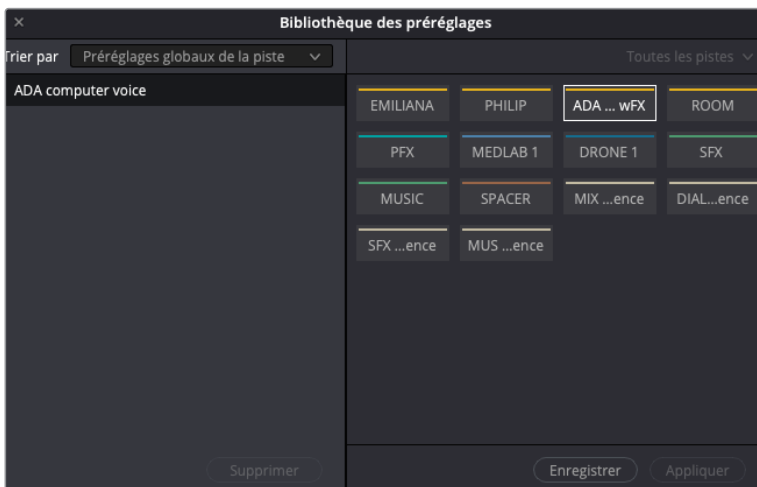 Bibliothèque des préréglages
Trier par Préréglages globaux de la piste
Toutes les pistes
ADA computer voice
EMILIANA PHILIP ADA ... wFX ROOM
PFX MEDLAB 1 DRONE 1 SFX
MUSIC SPACER MIX ...ence DIAL...ence
SFX ...ence MUS ...ence
Supprimer Enregistrer Appliquer